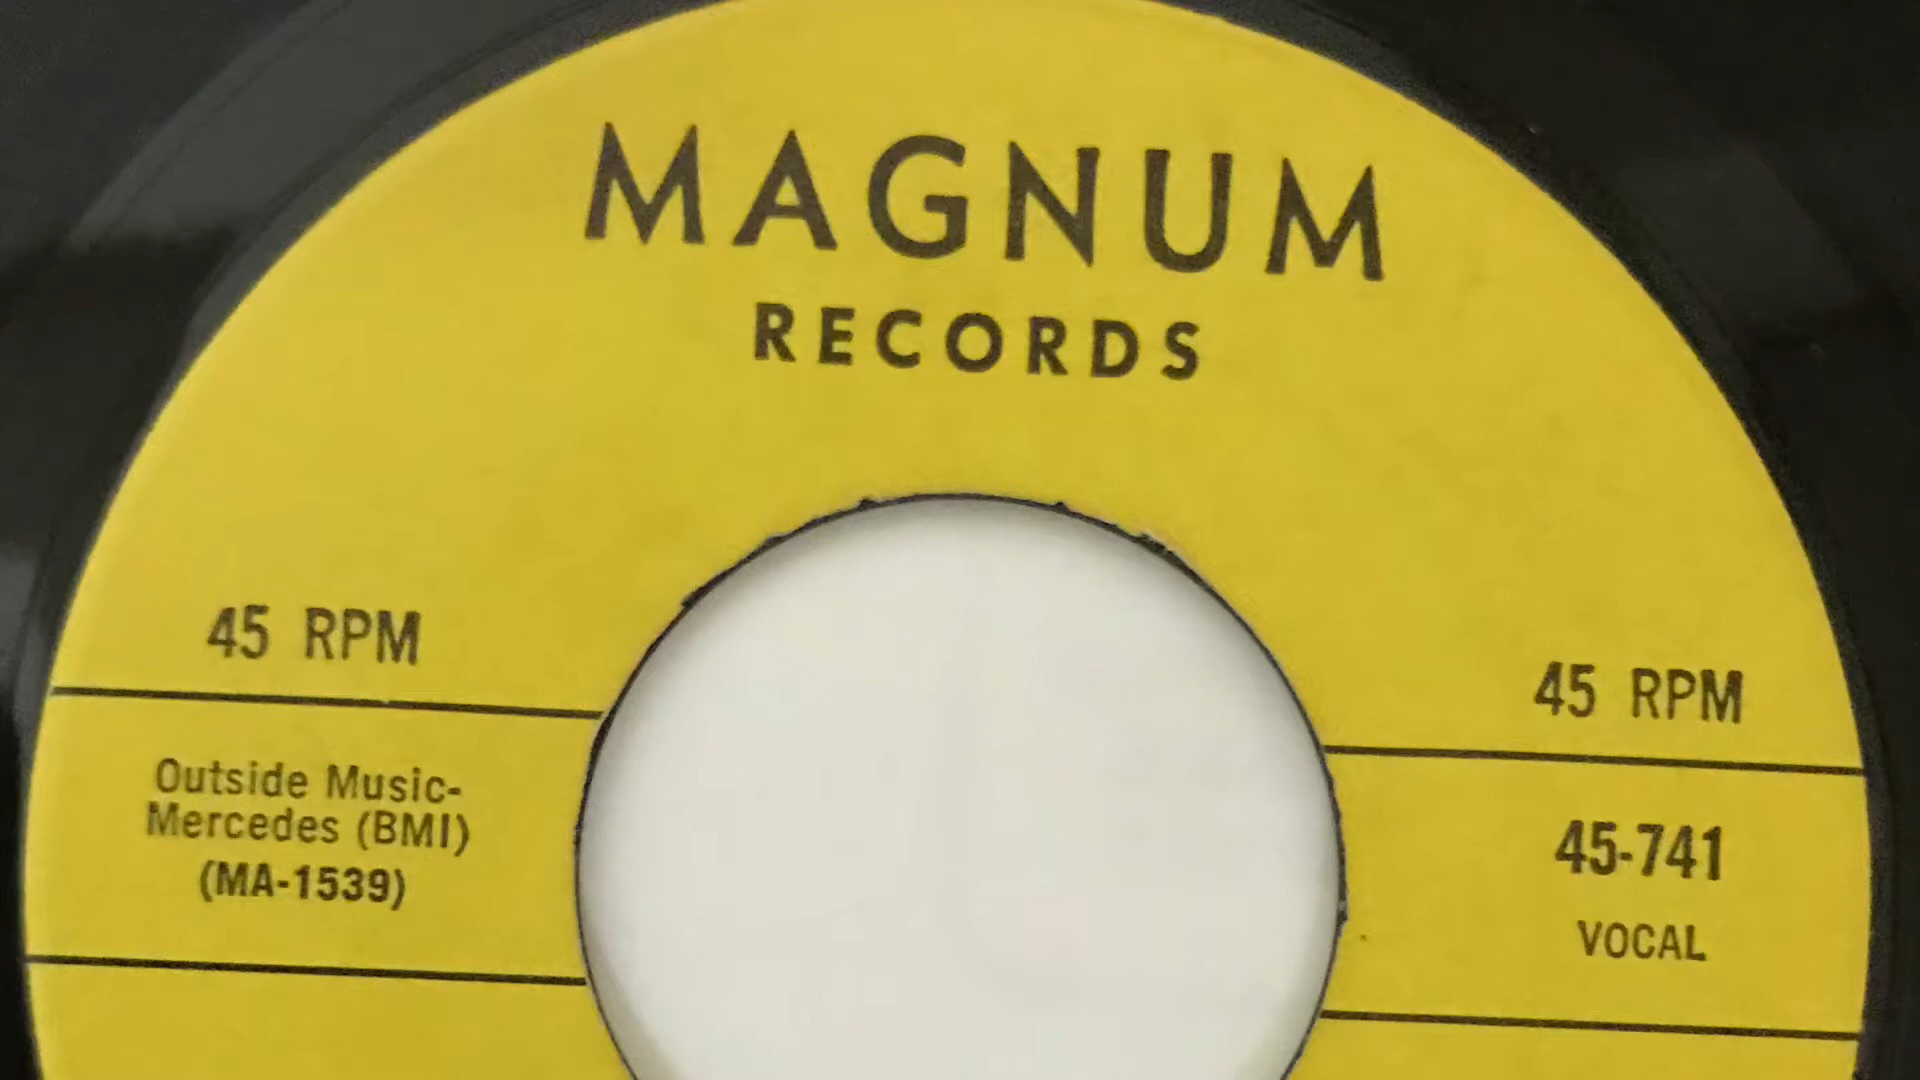 MAGNUM
RECORDS
45 RPM
45 RPM
Outside Music-
Mercedes (BMI)
(MA-1539)
45-741
VOCAL